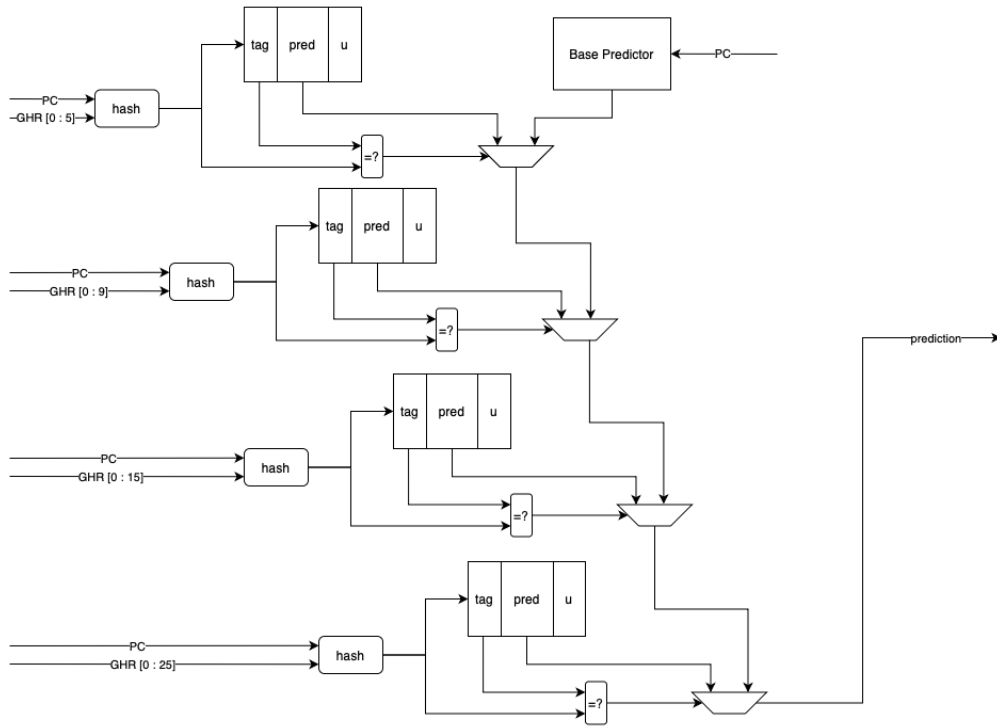 tag pred u
Base Predictor
PC
PC
GHR [0 : 5]
hash
=?
tag pred u
PC
GHR [0 : 9]
hash
=?
prediction
tag pred u
PC
GHR [0 : 15]
hash
=?
tag pred u
PC
GHR [0 : 25]
hash
=?